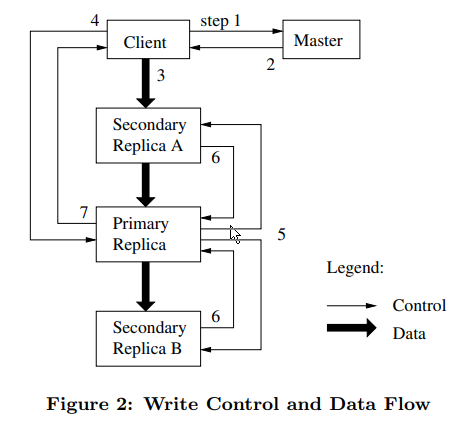 4
step 1
Client
Master
2
3
Secondary
Replica A
6
7
Primary
Replica
5
Legend:
Control
6
Secondary
Replica B
Data
Figure 2: Write Control and Data Flow